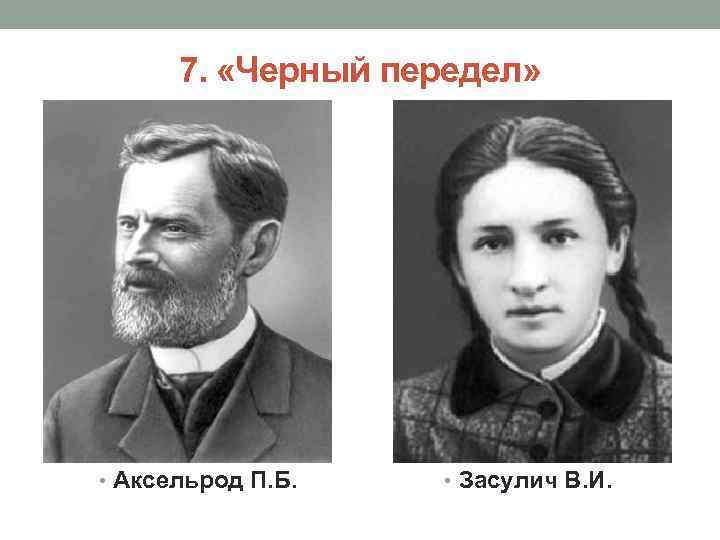 7. «Черный передел»
• Аксельрод П. Б.
• Засулич В. И.